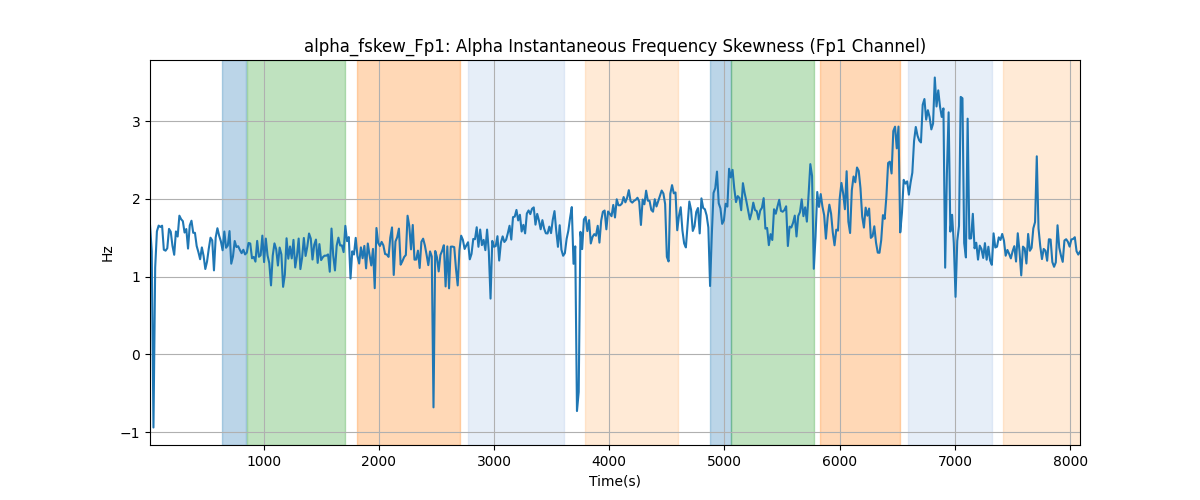 alpha_fskew_Fp1: Alpha Instantaneous Frequency Skewness (Fp1 Channel)
Hz
3
2
1
0
−1
1000 2000 3000 4000 5000 6000 7000 8000
Time(s)